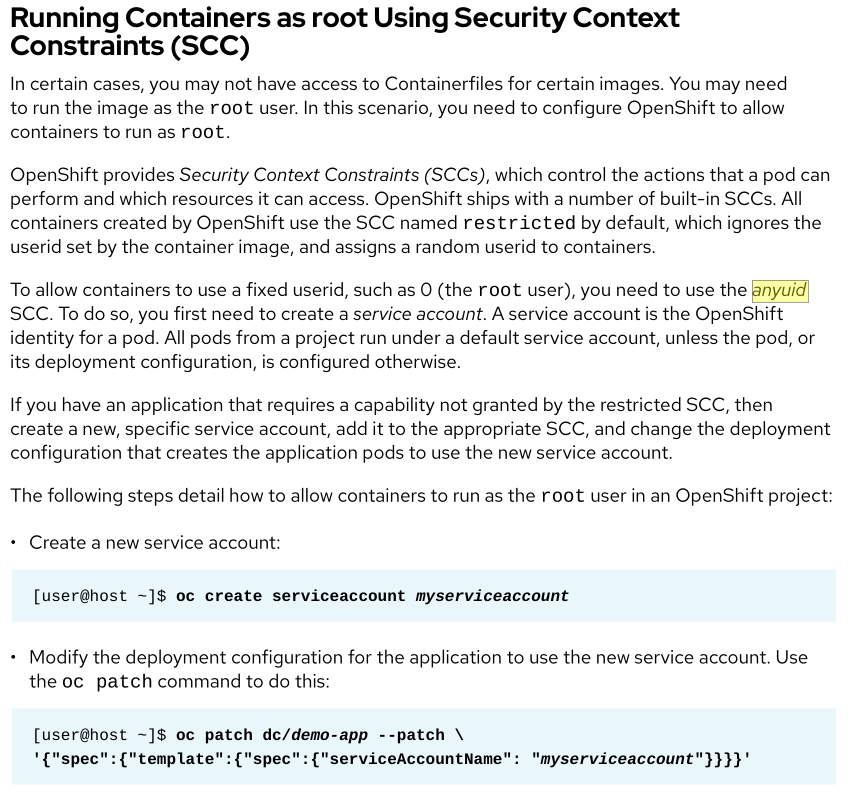 Running Containers as root Using Security Context
Constraints (SCC)
In certain cases, you may not have access to Containerfiles for certain images. You may need
to run the image as the root user. In this scenario, you need to configure OpenShift to allow
containers to run as root.
OpenShift provides Security Context Constraints (SCCs), which control the actions that a pod can
perform and which resources it can access. OpenShift ships with a number of built-in SCCs. All
containers created by OpenShift use the SCC named restricted by default, which ignores the
userid set by the container image, and assigns a random userid to containers.
To allow containers to use a fixed userid, such as 0 (the root user), you need to use the anyuid
SCC. To do so, you first need to create a service account. A service account is the OpenShift
identity for a pod. All pods from a project run under a default service account, unless the pod, or
its deployment configuration, is configured otherwise.
If you have an application that requires a capability not granted by the restricted SCC, then
create a new, specific service account, add it to the appropriate SCC, and change the deployment
configuration that creates the application pods to use the new service account.
The following steps detail how to allow containers to run as the root user in an OpenShift project:
• Create a new service account:
[user@host ~]$ oc create serviceaccount myserviceaccount
• Modify the deployment configuration for the application to use the new service account. Use
the oc patch command to do this:
[user@host ~]$ oc patch dc/demo-app --patch \
'{"spec":{"template":{"spec":{"serviceAccountName": "myserviceaccount"}}}}'